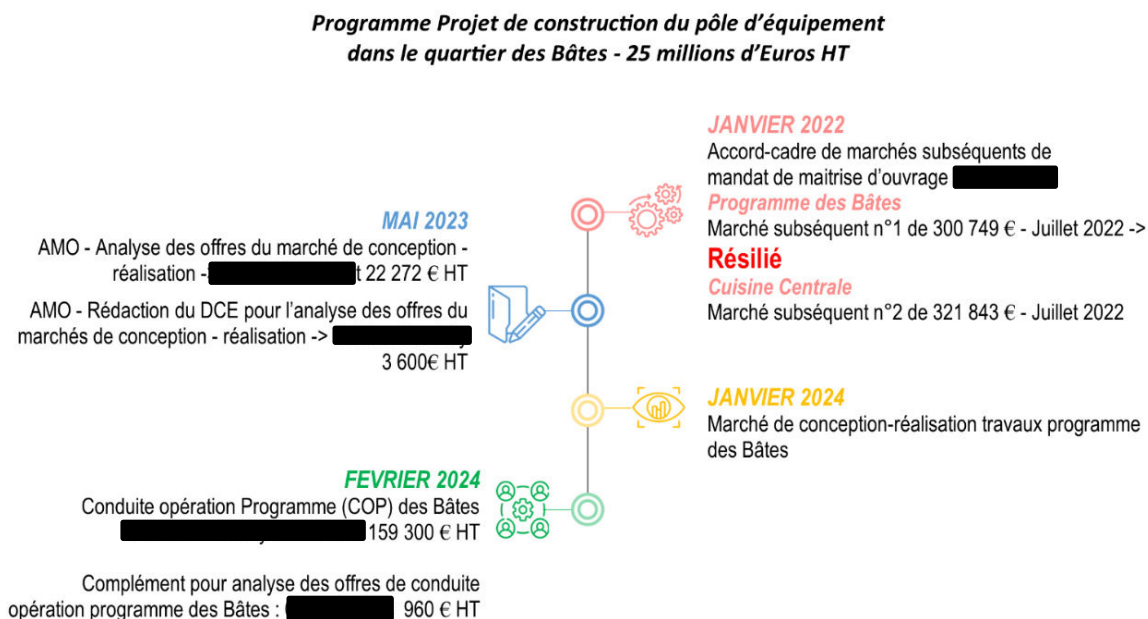 Programme Projet de construction du pôle d’équipement
dans le quartier des Bâtes - 25 millions d’Euros HT
JANVIER 2022
Accord-cadre de marchés subséquents de
mandat de maitrise d’ouvrage
Programme des Bâtes
Marché subséquent n°1 de 300 749 € - Juillet 2022 ->
Résilié
Cuisine Centrale
Marché subséquent n°2 de 321 843 € - Juillet 2022
MAI 2023
AMO - Analyse des offres du marché de conception -
réalisation - t 22 272 € HT
AMO - Rédaction du DCE pour l’analyse des offres du
marchés de conception - réalisation ->
3 600€ HT
JANVIER 2024
Marché de conception-réalisation travaux programme
des Bâtes
FEVRIER 2024
Conduite opération Programme (COP) des Bâtes
159 300 € HT
Complément pour analyse des offres de conduite
opération programme des Bâtes : 960 € HT